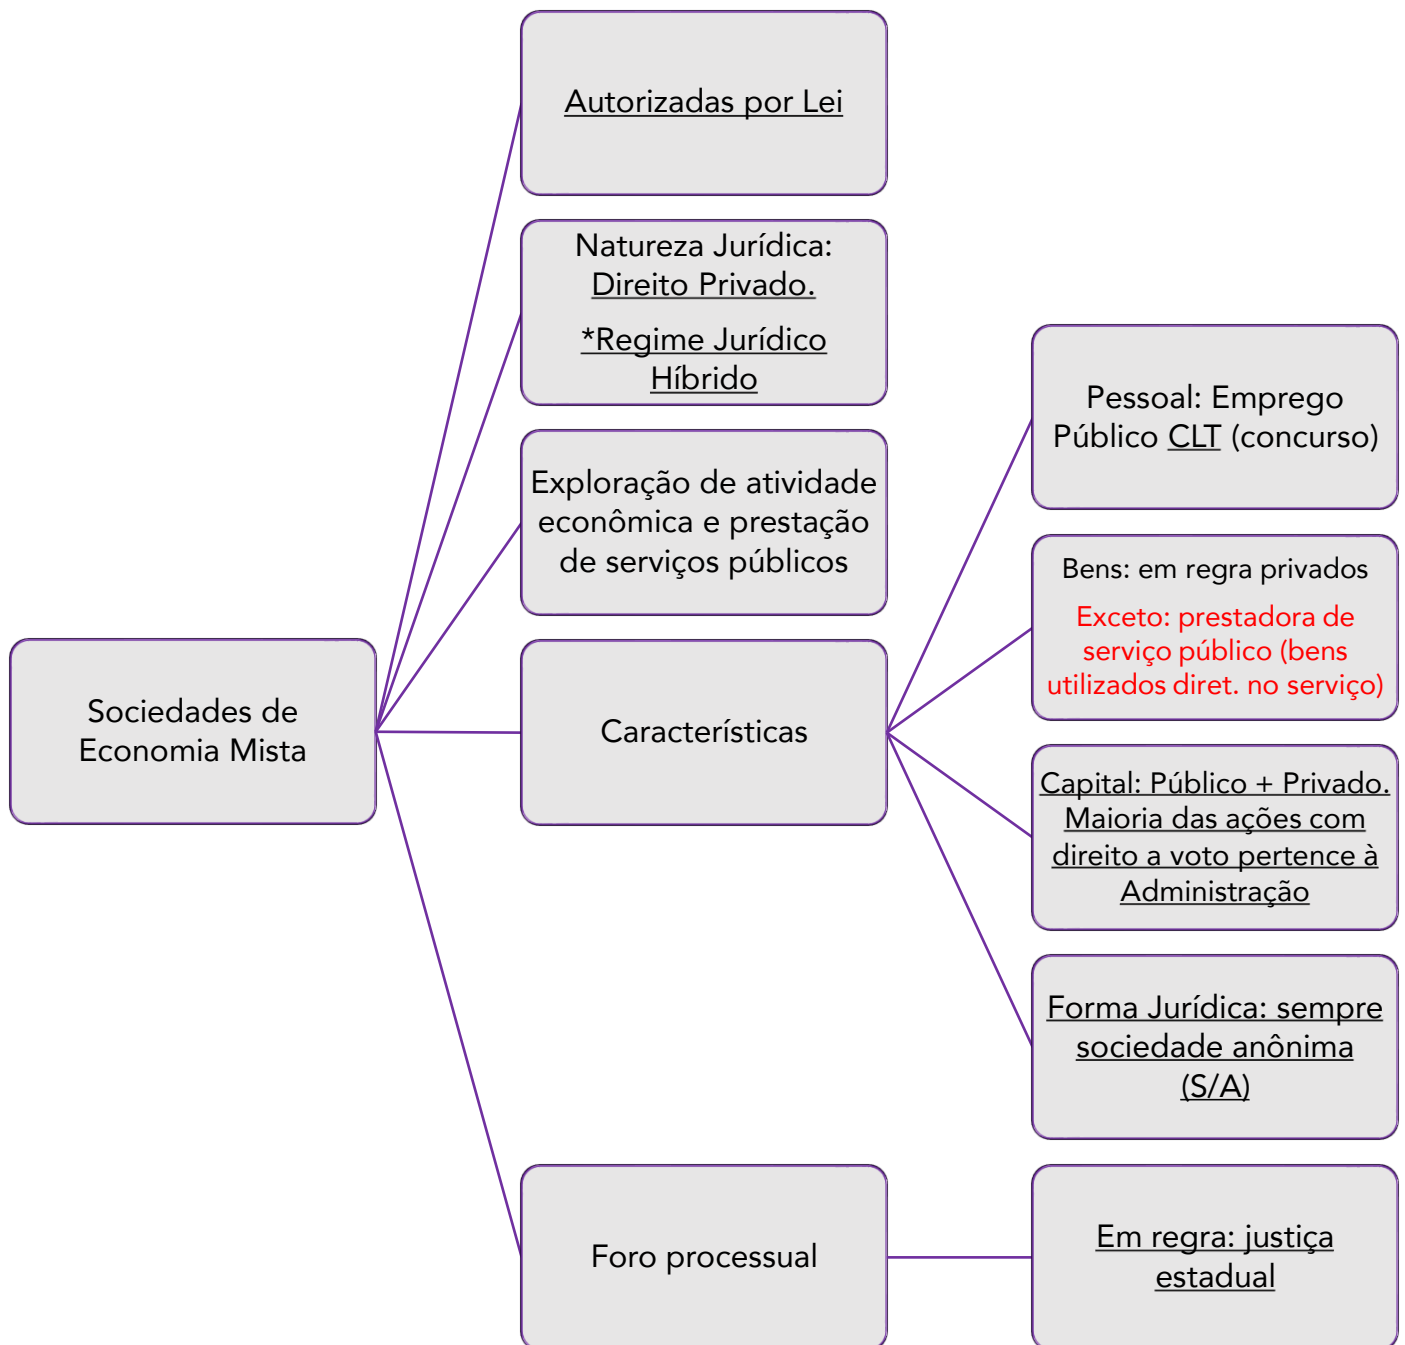 Autorizadas por Lei
Natureza Jurídica:
Direito Privado.
*Regime Jurídico
Híbrido
Exploração de atividade
econômica e prestação
de serviços públicos
Sociedades de
Economia Mista
Características
Pessoal: Emprego
Público CLT (concurso)
Bens: em regra privados
Exceto: prestadora de
serviço público (bens
utilizados diret. no serviço)
Capital: Público + Privado.
Maioria das ações com
direito a voto pertence à
Administração
Forma Jurídica: sempre
sociedade anônima
(S/A)
Foro processual
Em regra: justiça
estadual